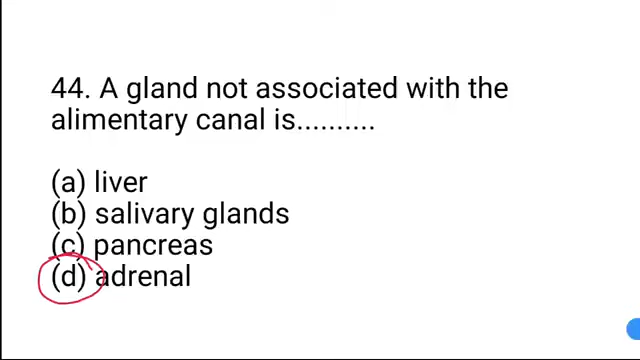 44. A gland not associated with the
alimentary canal is..........
(a) liver
(b) salivary glands
(c) pancreas
(d) adrenal